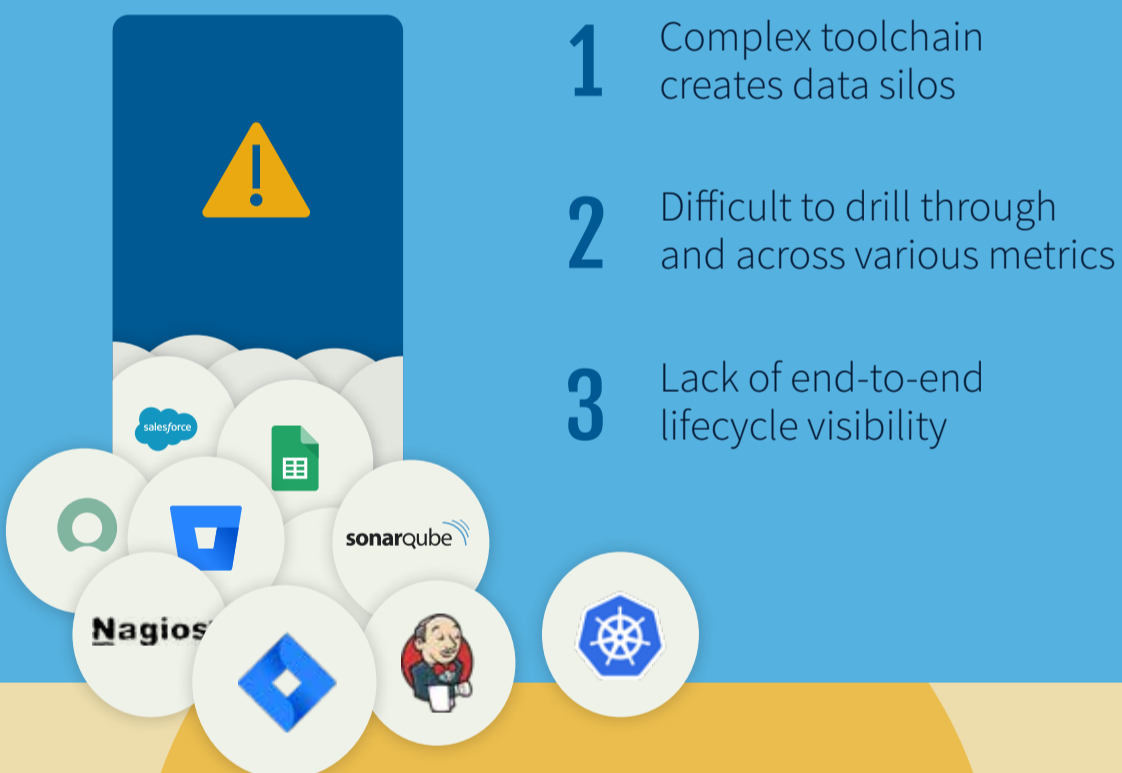 1
Complex toolchain
creates data silos
2
Difficult to drill through
and across various metrics
3
Lack of end-to-end
lifecycle visibility
salesforce
sonarqube
Nagios